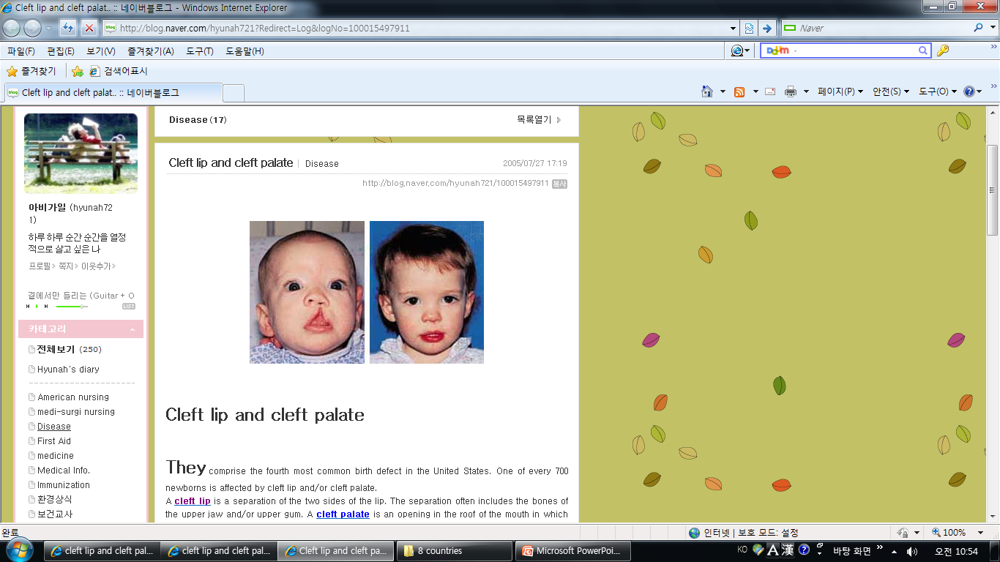 Cleft lip and cleft palat.. :: 네이버블로그 - Windows Internet Explorer
http://blog.naver.com/hyunah721?Redirect=Log&logNo=100015497911
Naver
파일(F) 편집(E) 보기(V) 즐겨찾기(A) 도구(T) 도움말(H)
Daum
즐겨찾기 검색어표시
Cleft lip and cleft palat.. :: 네이버블로그
페이지(P) 안전(S) 도구(O)
Disease (17) 목록열기
Cleft lip and cleft palate | Disease 2005/07/27 17:19
http://blog.naver.com/hyunah721/100015497911 복사
아바가일 (hyunah72
1)
하루 하루 순간 순간을 열정
적으로 살고 싶은 나
프로필 쪽지 이웃추가
곁에서만 들리는 (Guitar + O
LIST
카테고리
전체보기 (250)
Hyunah's diary
American nursing
medi-surgi nursing
Disease
First Aid
medicine
Medical Info.
Immunization
환경상식
보건교사
Cleft lip and cleft palate
They comprise the fourth most common birth defect in the United States. One of every 700
newborns is affected by cleft lip and/or cleft palate.
A cleft lip is a separation of the two sides of the lip. The separation often includes the bones of
the upper jaw and/or upper gum. A cleft palate is an opening in the roof of the mouth in which
완료 인터넷 | 보호 모드: 설정 100%
cleft lip and cleft pal... cleft lip and cleft pal... Cleft lip and cleft pa... 8 countries Microsoft PowerPoi... KO A 漢 바탕 화면 오전 10:54